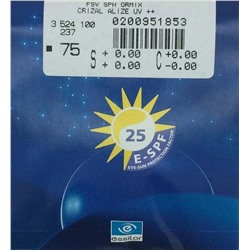 FSV SPH ORMIX
CRIZAL ALIZE UV ++
3 524 100
237
0200951853
75 S + 0.00 C +0.00
+ 0.00 -0.00
25
E-SPF
EYE-SUN PROTECTION FACTOR
essilor